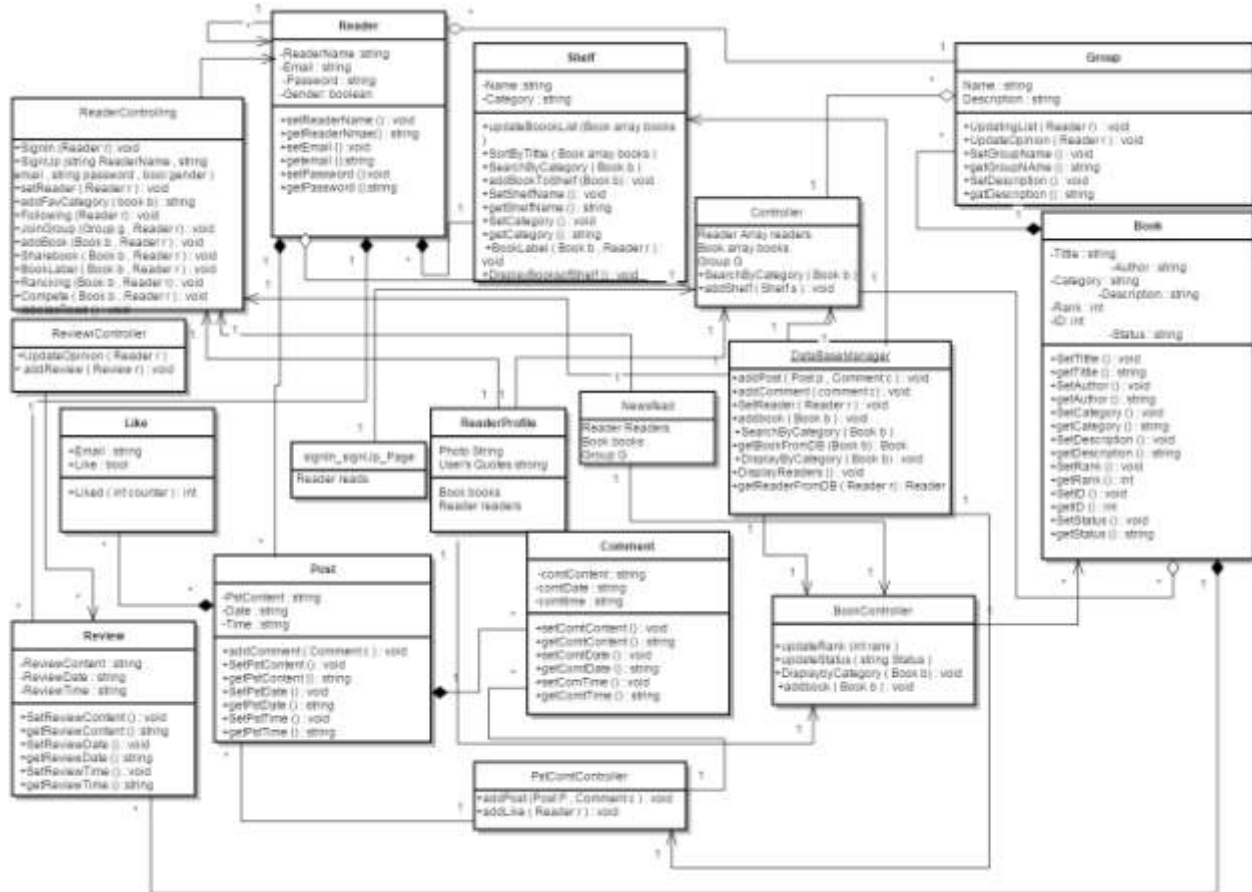 Reader
-ReaderName :string
-Email : string
-Password : string
-Gender: boolean
+setReaderName () : void
+getReaderNmae() : string
+setEmail () : void
+getemail () :string
+setPassword () :void
+getPassword () :string
Shelf
-Name :string
-Category : string
+updateBoookList (Book array books
)
+SortByTittle ( Book array books )
+SearchByCategory ( Book b )
+addBookToShelf (Book b) : void
+SetShelfName () : void
+getShelfName () : string
+SetCategory () : void
+getCategory () : string
+BookLabel ( Book b , Reader r ) :
void
+DisplayBooksofShelf () : void
Group
Name : string
Description : string
+UpdatingList ( Reader r) : void
+UpdateOpinion ( Reader r ) : void
+SetGroupName () : void
+getGroupNAme () : string
+SetDescription () : void
+getDescription () : string
ReaderControlling
+SignIn (Reader r) void
+SignUp (string ReaderName , string
email , string password , bool gender )
+setReader ( Reader r) : void
+addFavCategory ( book b) : string
+Following (Reader r) : void
+JoinGroup (Group g , Reader r) : void
+addBook (Book b , Reader r ) : void
+Sharebook ( Book b , Reader r ) : void
+BookLabel ( Book b , Reader r ) : void
+Rancking (Book b , Reader r) : void
+Compete ( Book b , Reader r ) : void
Controller
Reader Array readers
Book array books
Group G
+SearchByCategory ( Book b )
+addShelf ( Shelf s ) : void
Book
-Tittle : string
-Author : string
-Category : string
-Description : string
-Rank : int
-ID: int
-Status : string
+SetTittle () : void
+getTittle () : string
+SetAuthor () : void
+getAuthor () : string
+SetCategory () : void
+getCategory () : string
+SetDescription () : void
+getDescription () : string
+SetRank () : void
+getRank () : int
+SetID () : void
+getID () : int
+SetStatus () : void
+getStatus () : string
ReviewController
+UpdateOpinion ( Reader r )
+addReview ( Review r) : void
DateBaseManager
+addPost ( Post p , Comment c ) : void
+addComment ( comment c) : void
+SetReader ( Reader r ) : void
+addbook ( Book b ) : void
+SearchByCategory ( Book b )
+getBookFromDB (Book b) : Book
+DisplayByCategory ( Book b) : void
+DisplayReaders () : void
+getReaderFromDB ( Reader r) : Reader
Like
+Email : string
+Like : bool
+Liked ( int counter ) : int
signIn_signUp_Page
Reader reads
ReaderProfile
Photo String
User's Quotes strong
Book books
Reader readers
Newsfeed
Reader Readers
Book books
Group G
Post
-PstContent : string
-Date : string
-Time : string
+addComment ( Comment c ) : void
+SetPstContent () : void
+getPstContent () : string
+SetPstDate () : void
+getPstDate () : string
+SetPstTime () : void
+getPstTime () : string
Comment
-comtContent : string
-comtDate : string
-comttime : string
+setComtContent () : void
+getComtContent () : string
+setComtDate () : void
+getComtDate () : string
+setComTime () : void
+getComtTime () : string
BookController
+updateRank (int rank )
+updateStatus ( string Status )
+DisplaybyCategory ( Book b) : void
+addbook ( Book b ) : void
Review
-ReviewContent : string
-ReviewDate : string
-ReviewTime : string
+SetReviewContent () : void
+getReviewContent () : string
+SetReviewDate () : void
+getReviewDate () :string
+SetReviewTime () : void
+getReviewTime () :string
PstComtController
+addPost (Post P , Comment c ) : void
+addLike ( Reader r ) : void